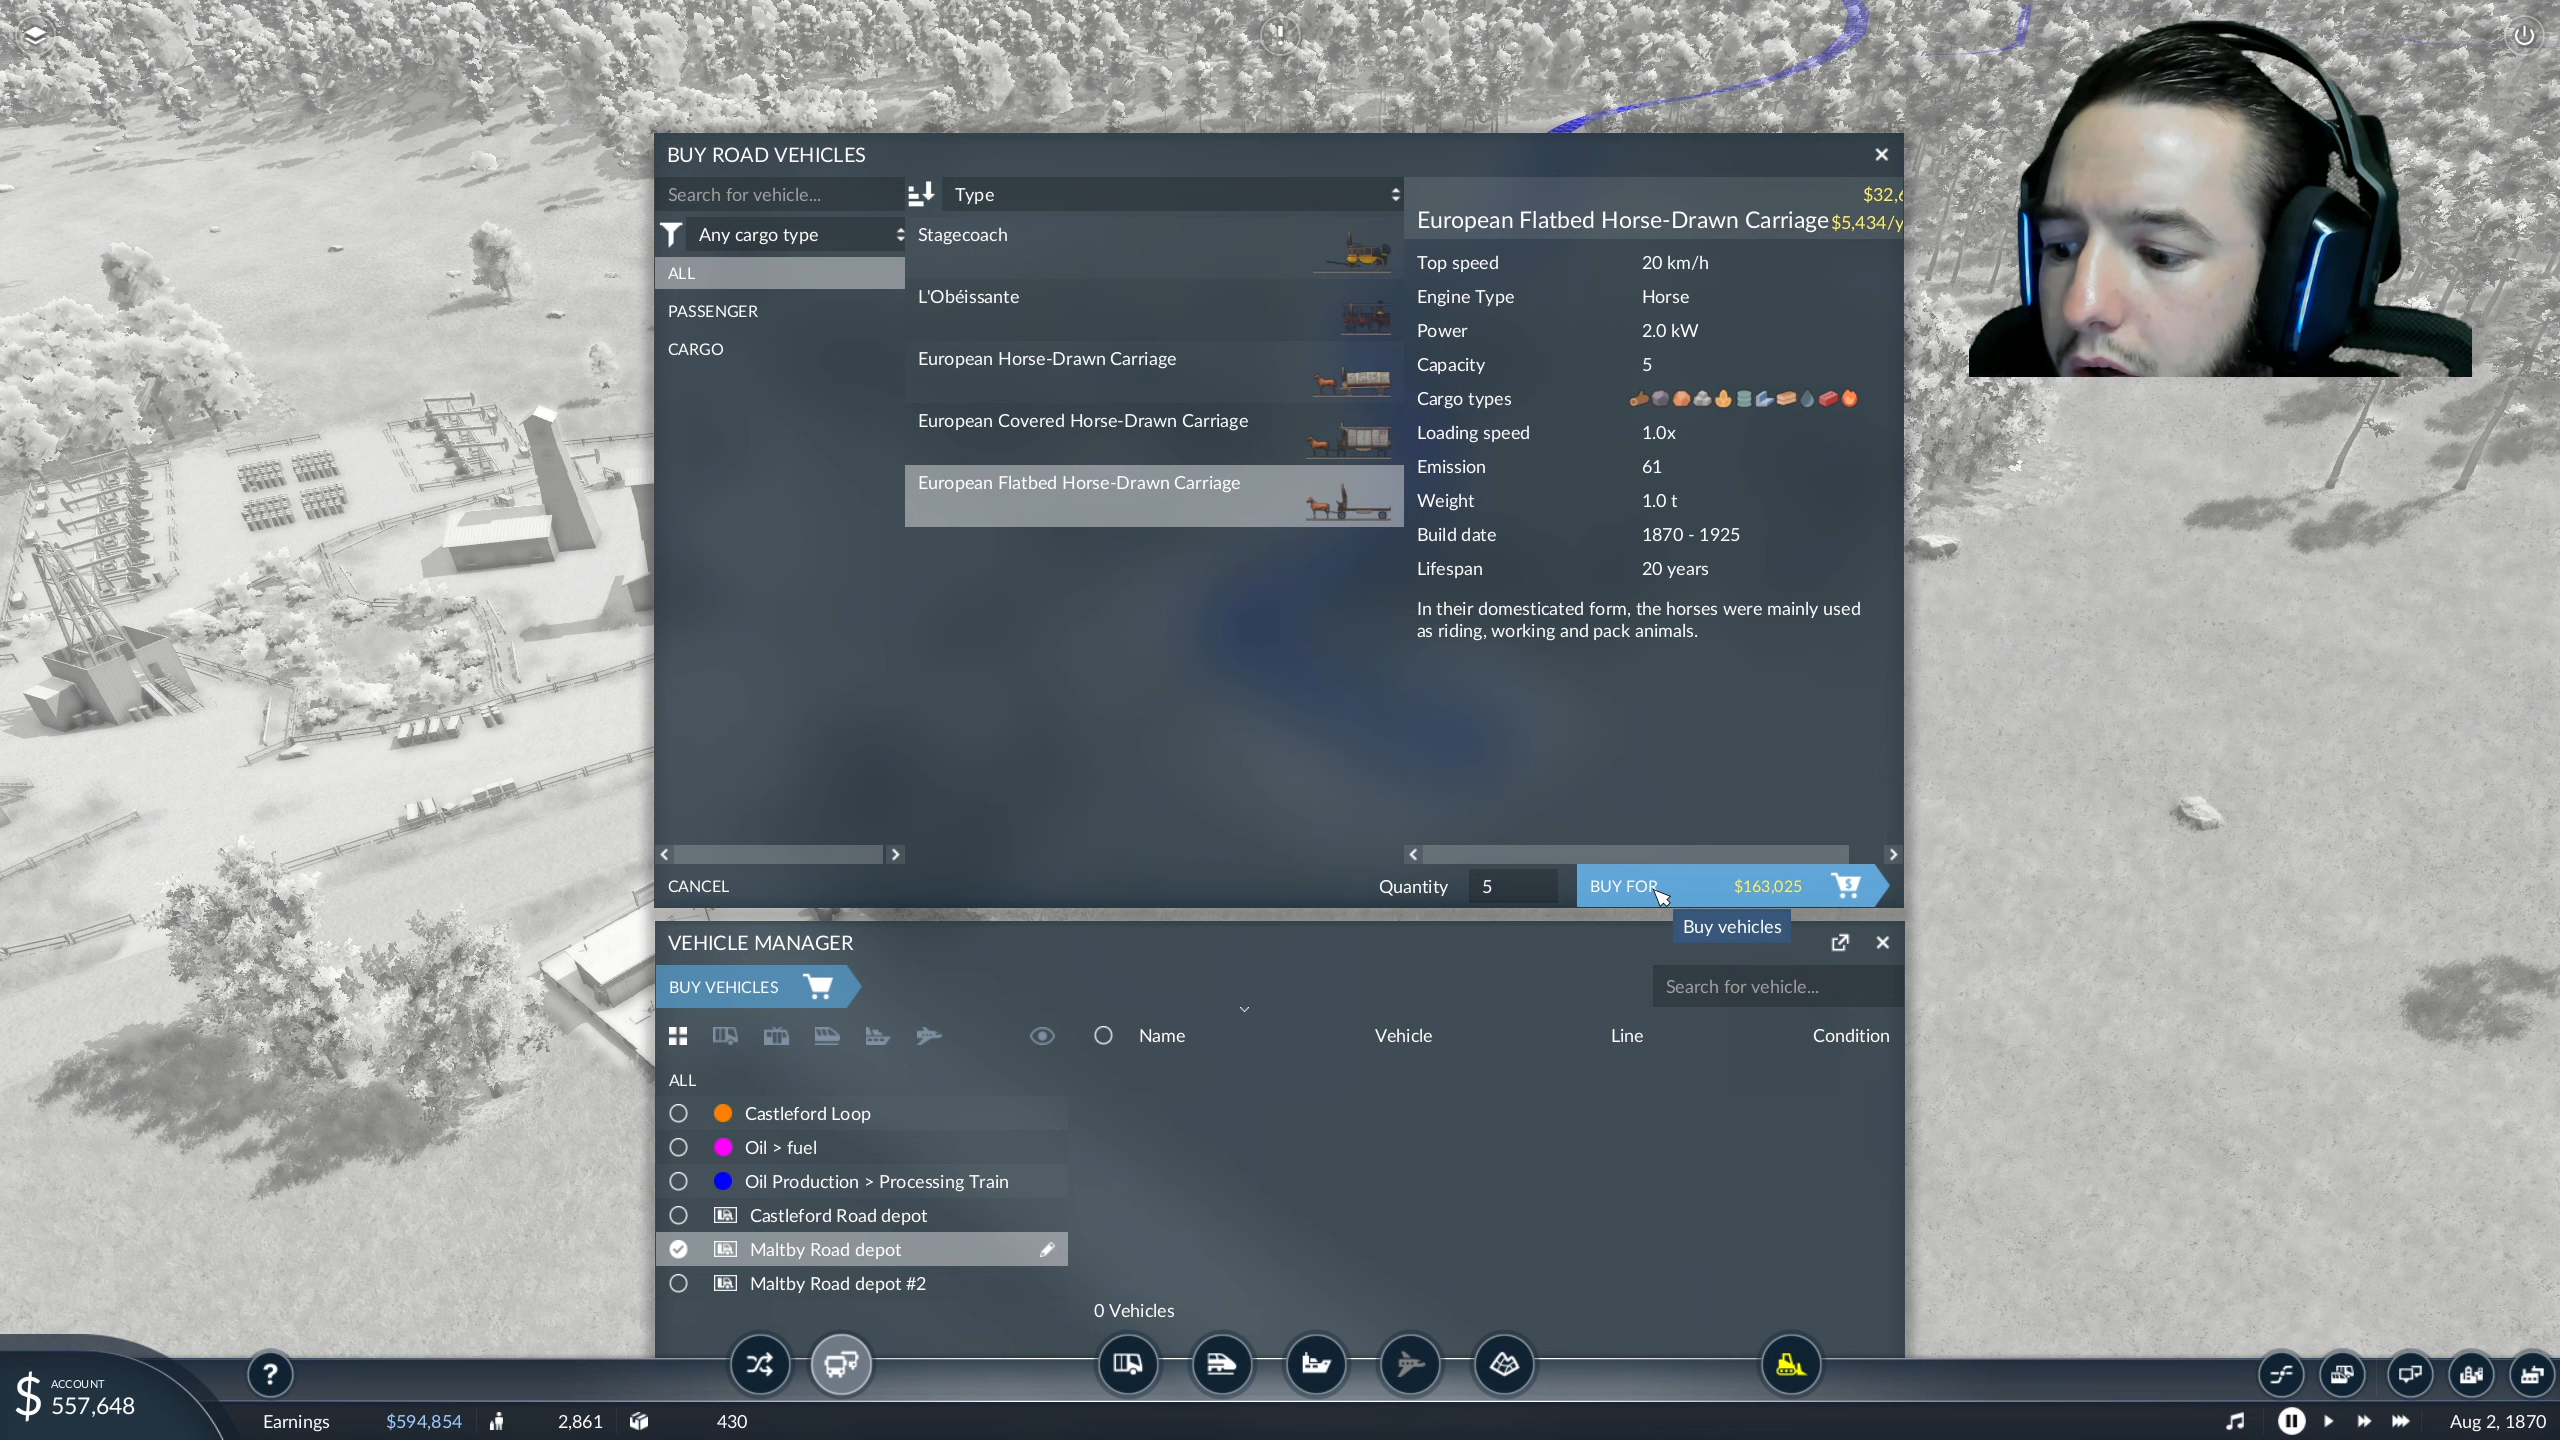 BUY ROAD VEHICLES
Search for vehicle...
Type
Any cargo type
ALL
PASSENGER
CARGO
Stagecoach
L'Obéissante
European Horse-Drawn Carriage
European Covered Horse-Drawn Carriage
European Flatbed Horse-Drawn Carriage
European Flatbed Horse-Drawn Carriage
$5,434/y
Top speed 20 km/h
Engine Type Horse
Power 2.0 kW
Capacity 5
Cargo types
Loading speed 1.0x
Emission 61
Weight 1.0 t
Build date 1870 - 1925
Lifespan 20 years
In their domesticated form, the horses were mainly used
as riding, working and pack animals.
CANCEL
Quantity 5
BUY FOR $163,025
Buy vehicles
VEHICLE MANAGER
BUY VEHICLES
Search for vehicle...
Name Vehicle Line Condition
ALL
Castleford Loop
Oil > fuel
Oil Production > Processing Train
Castleford Road depot
Maltby Road depot
Maltby Road depot #2
0 Vehicles
?
$ ACCOUNT
557,648
Earnings $594,854 2,861 430
Aug 2, 1870